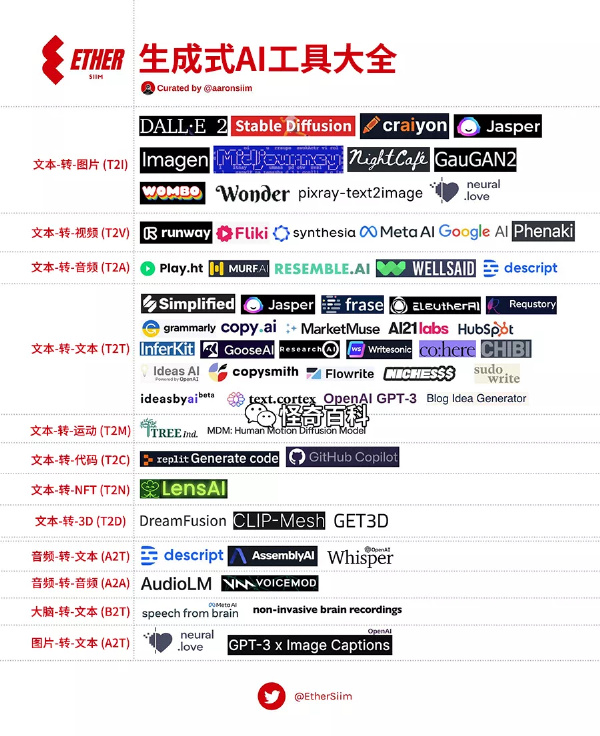 ETHER
SIIM
生成式AI工具大全
Curated by @aaronsiim
文本-转-图片 (T2I)
DALL·E 2 Stable Diffusion craiyon Jasper
Imagen Midjourney NightCafé GauGAN2
WOMBO Wonder pixray-text2image neural.love
文本-转-视频 (T2V)
runway Fliki synthesia Meta AI Google AI Phenaki
文本-转-音频 (T2A)
Play.ht MURF.AI RESEMBLE.AI WELLSAID descript
文本-转-文本 (T2T)
Simplified Jasper frase EleutherAI Requstory
grammarly copy.ai MarketMuse AI21labs HubSpot
InferKit GooseAI Research AI Writesonic co:here CHIBI
Ideas AI Powered by OpenAI copysmith Flowrite NICHE$$ sudowrite
ideasbyai beta text.cortex OpenAI GPT-3 Blog Idea Generator
怪奇百科
文本-转-运动 (T2M)
TREE Ind. MDM: Human Motion Diffusion Model
文本-转-代码 (T2C)
replit Generate code GitHub Copilot
文本-转-NFT (T2N)
LensAI
文本-转-3D (T2D)
DreamFusion CLIP-Mesh GET3D
音频-转-文本 (A2T)
descript AssemblyAI Whisper OpenAI
音频-转-音频 (A2A)
AudioLM VOICEMOD
大脑-转-文本 (B2T)
Meta AI speech from brain non-invasive brain recordings
图片-转-文本 (A2T)
neural.love OpenAI GPT-3 x Image Captions
@EtherSiim